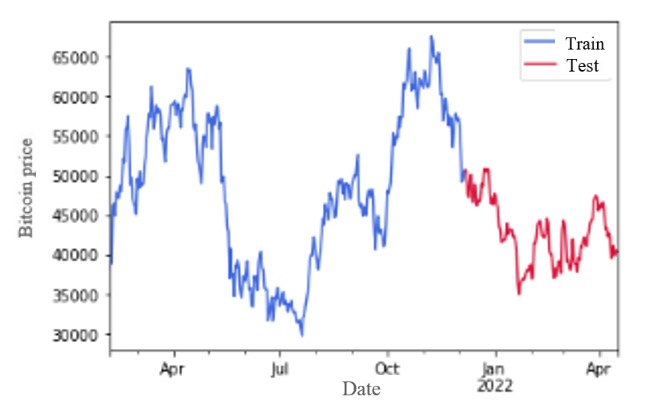 Train
Test
65000
60000
55000
50000
45000
40000
35000
30000
Bitcoin price
Apr
Jul
Oct
Jan
2022
Apr
Date